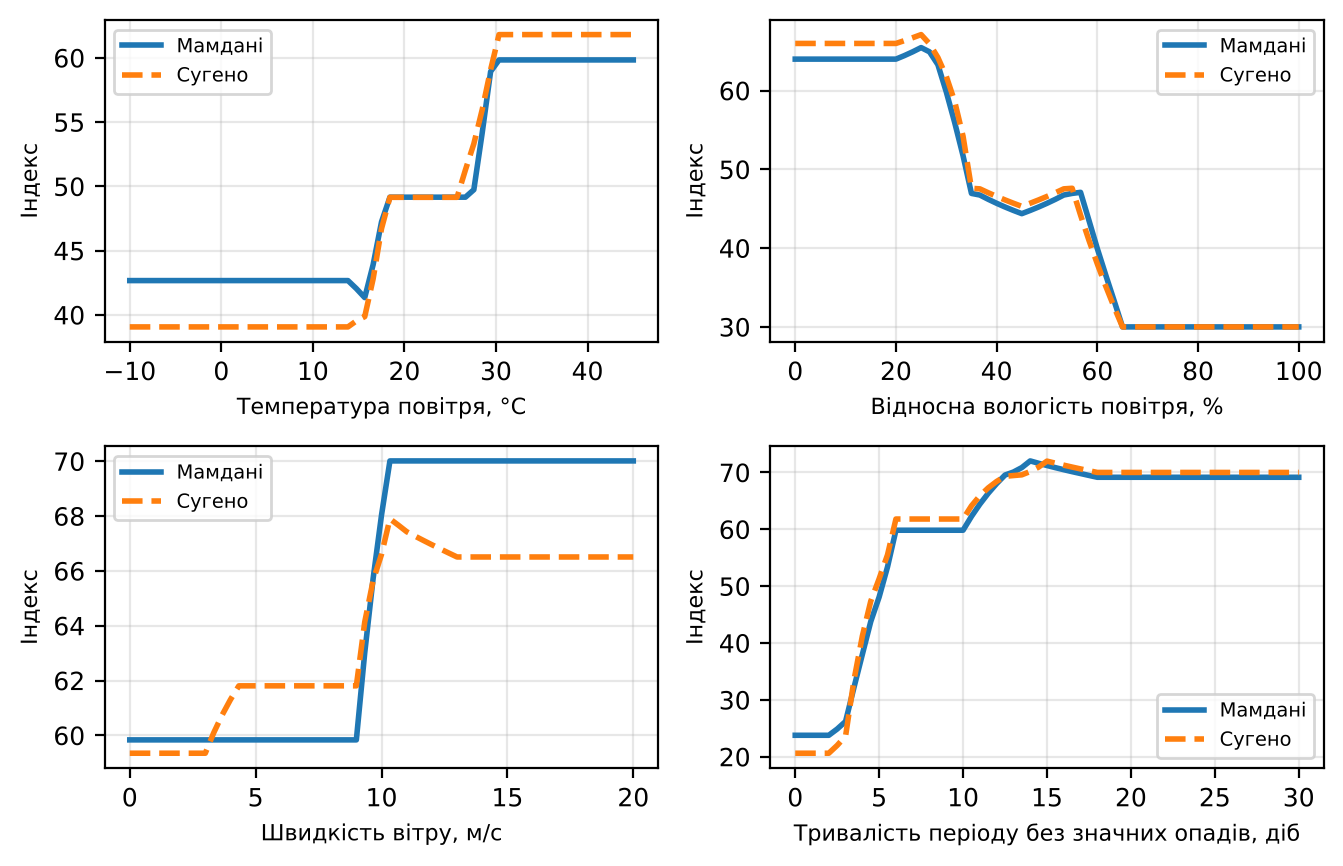 Мамдані
Сугено
60
55
50
45
40
Індекс
−10
0
10
20
30
40
Температура повітря, °C
Мамдані
Сугено
60
50
40
30
Індекс
0
20
40
60
80
100
Відносна вологість повітря, %
Мамдані
Сугено
70
68
66
64
62
60
Індекс
0
5
10
15
20
Швидкість вітру, м/с
70
60
50
40
30
20
Індекс
Мамдані
Сугено
0
5
10
15
20
25
30
Тривалість періоду без значних опадів, діб